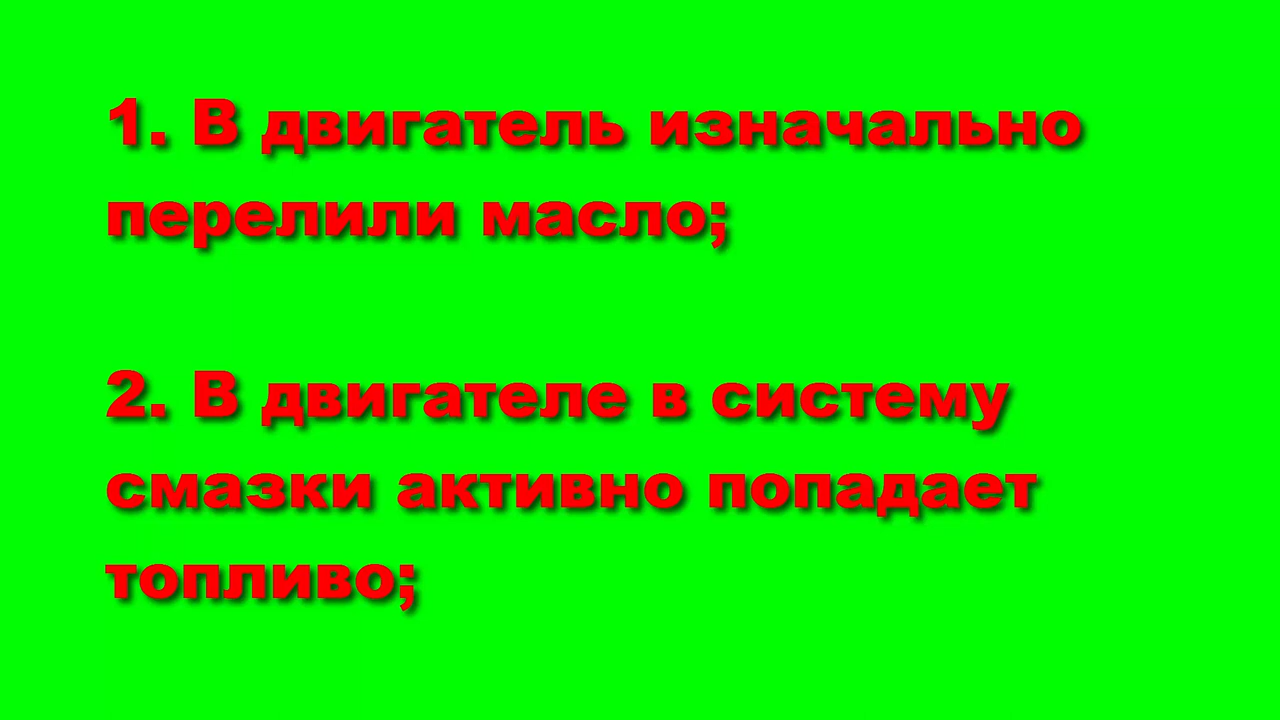 1. В двигатель изначально
перелили масло;
2. В двигателе в систему
смазки активно попадает
топливо;